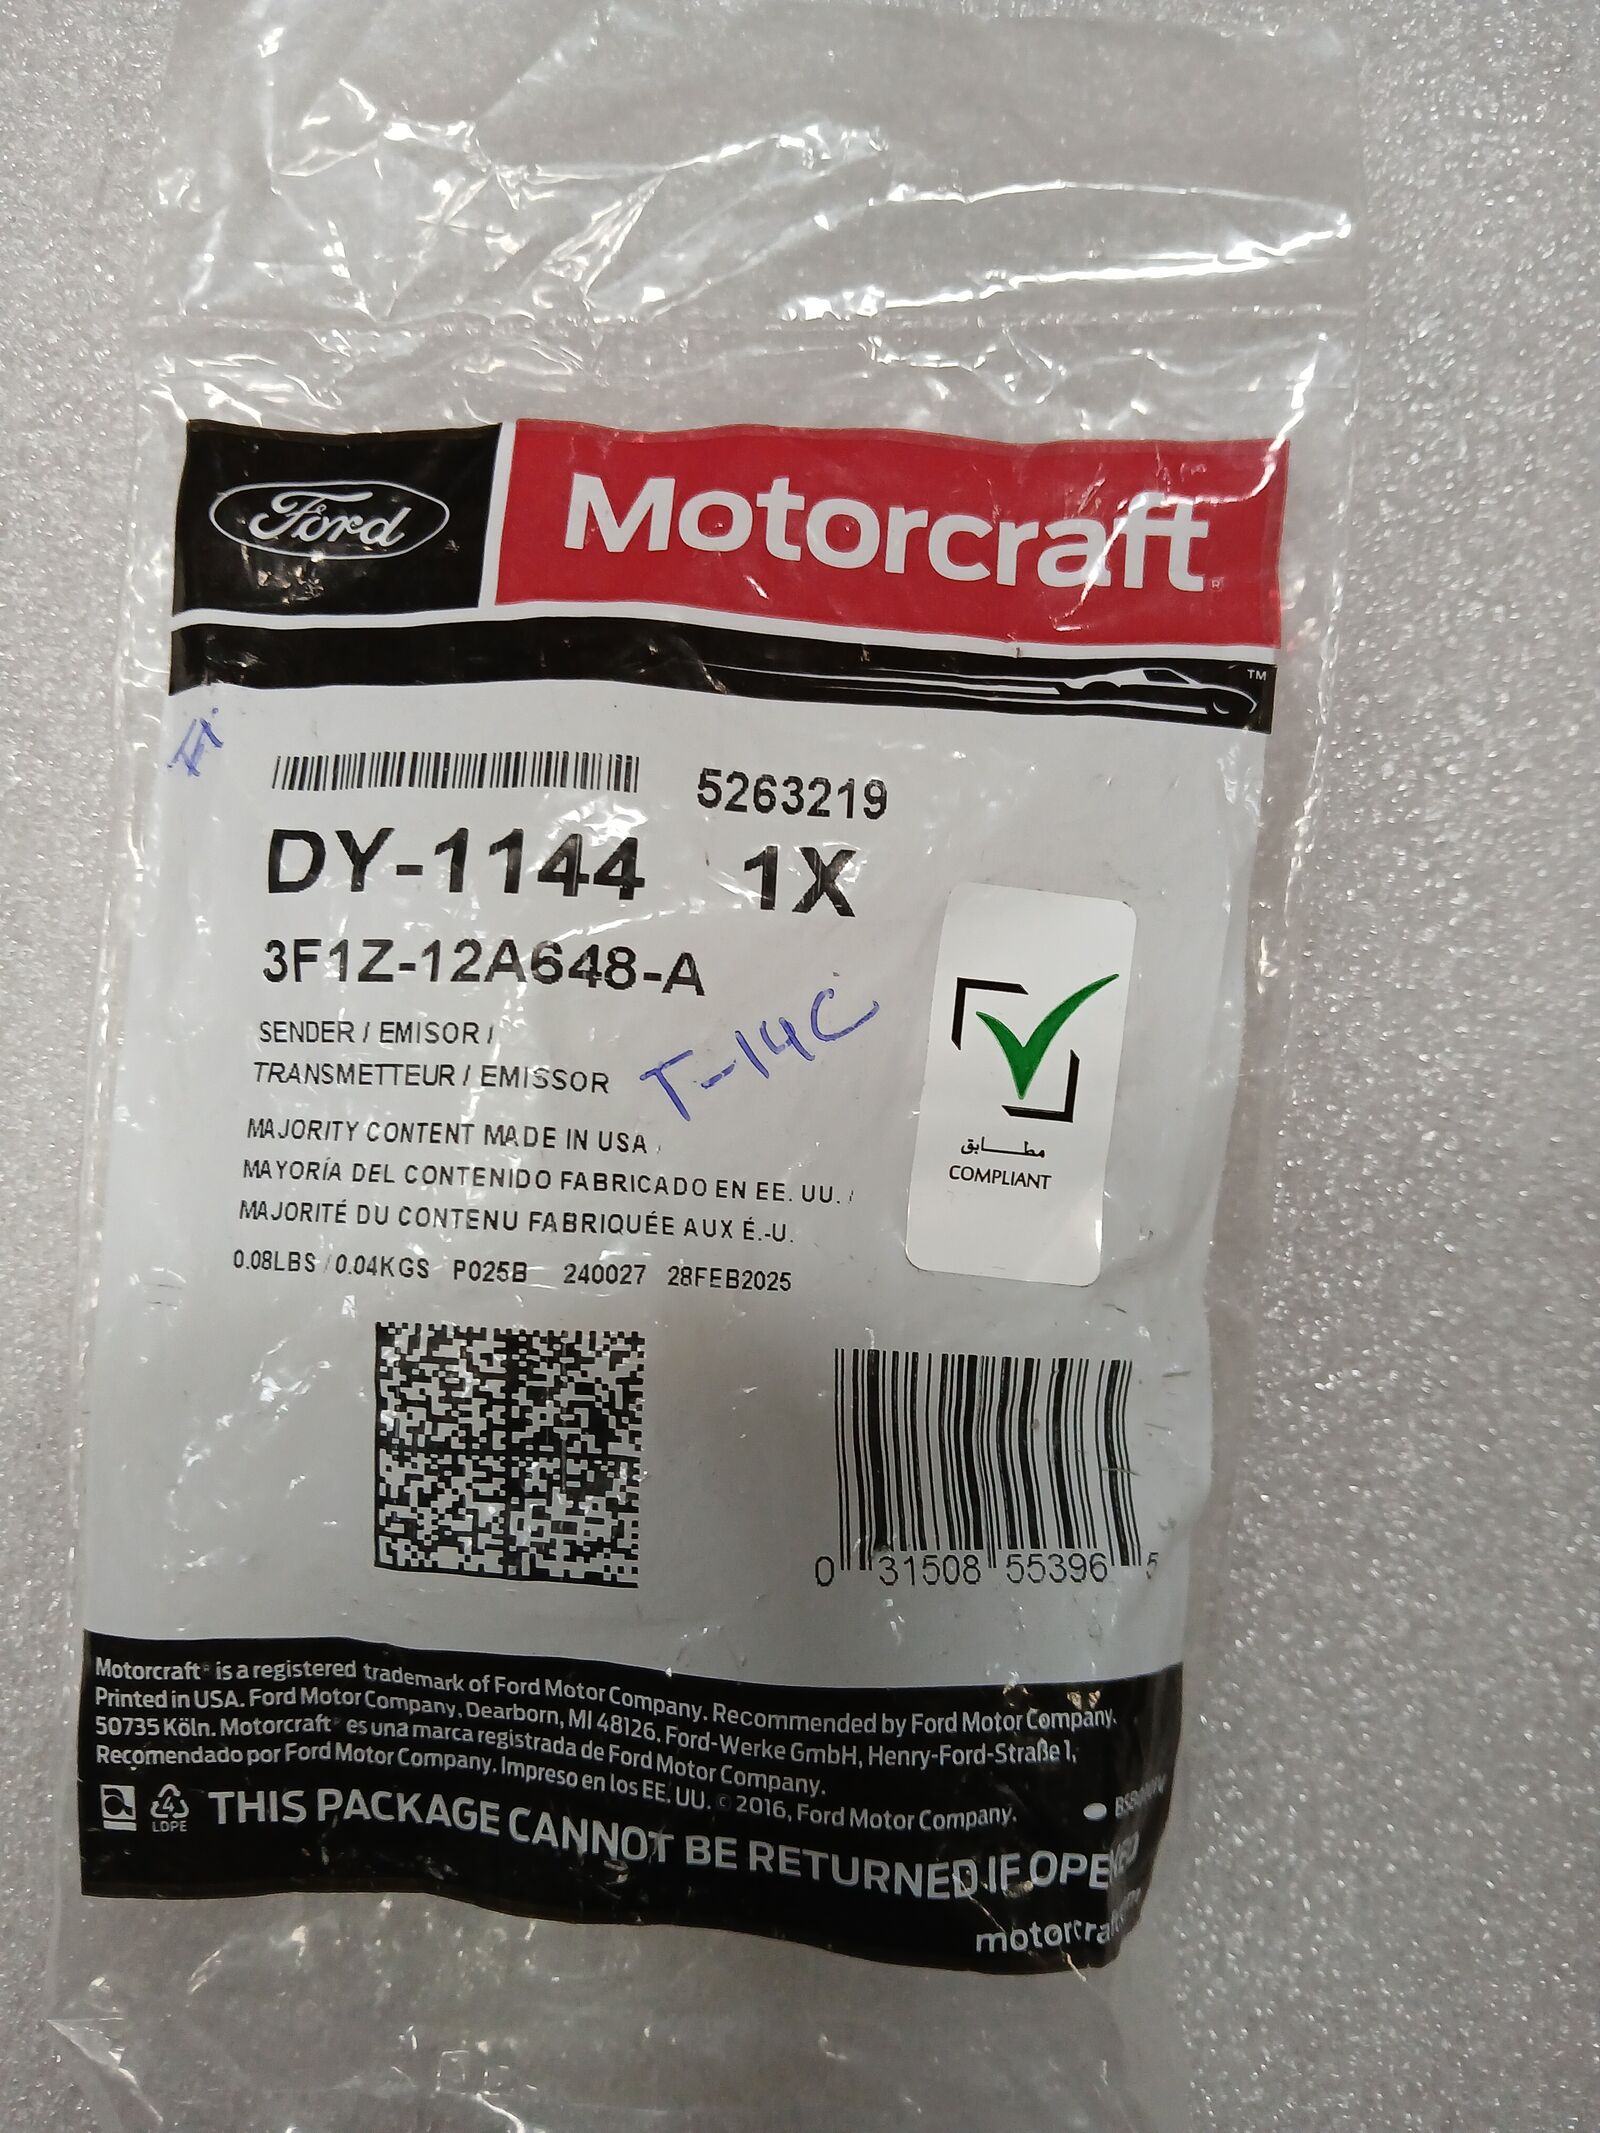 Ford
Motorcraft®
TM
5263219
DY-1144 1X
3F1Z-12A648-A
SENDER / EMISOR /
TRANSMETTEUR / EMISSOR
T-14C
MAJORITY CONTENT MADE IN USA /
MAYORÍA DEL CONTENIDO FABRICADO EN EE. UU. /
MAJORITÉ DU CONTENU FABRIQUÉE AUX É.-U.
0.08LBS / 0.04KGS P025B 240027 28FEB2025
مطابق
COMPLIANT
0 31508 55396 5
Motorcraft® is a registered trademark of Ford Motor Company. Recommended by Ford Motor Company.
Printed in USA. Ford Motor Company, Dearborn, MI 48126, Ford-Werke GmbH, Henry-Ford-Straße 1,
50735 Köln. Motorcraft® es una marca registrada de Ford Motor Company.
Recomendado por Ford Motor Company. Impreso en los EE. UU. © 2016, Ford Motor Company.
4
LDPE
THIS PACKAGE CANNOT BE RETURNED IF OPENED